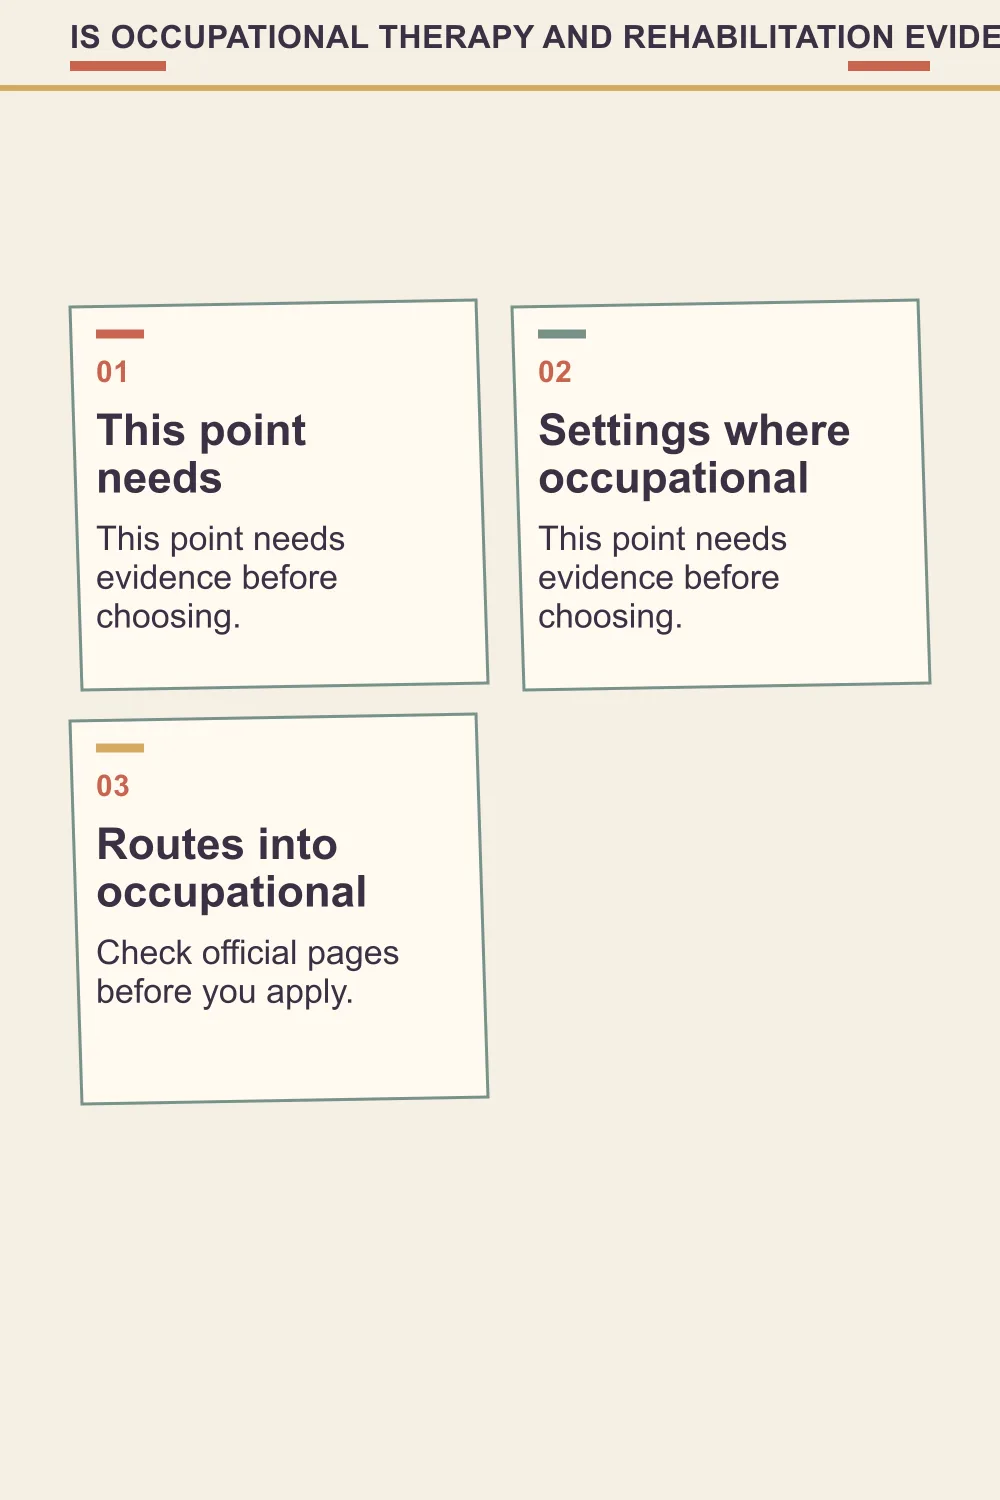 IS OCCUPATIONAL THERAPY AND REHABILITATION EVIDE
01
This point
needs
This point needs
evidence before
choosing.
02
Settings where
occupational
This point needs
evidence before
choosing.
03
Routes into
occupational
Check official pages
before you apply.